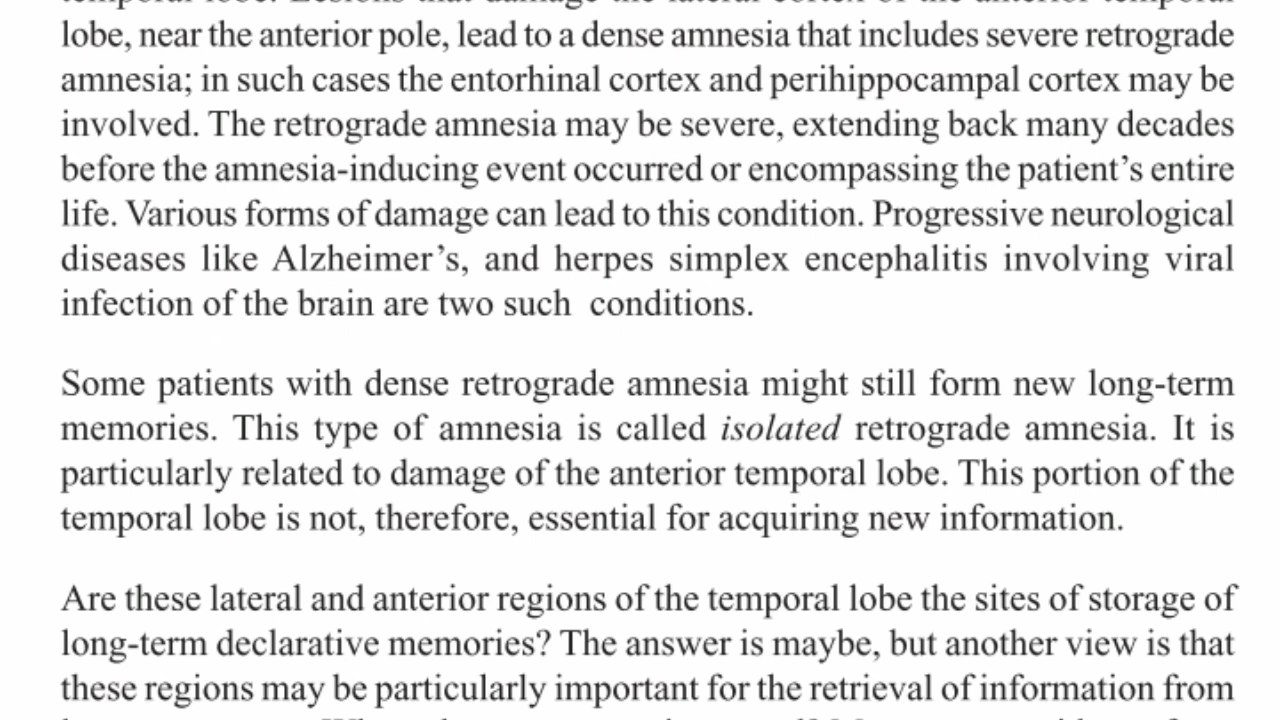 lobe, near the anterior pole, lead to a dense amnesia that includes severe retrograde
amnesia; in such cases the entorhinal cortex and perihippocampal cortex may be
involved. The retrograde amnesia may be severe, extending back many decades
before the amnesia-inducing event occurred or encompassing the patient’s entire
life. Various forms of damage can lead to this condition. Progressive neurological
diseases like Alzheimer’s, and herpes simplex encephalitis involving viral
infection of the brain are two such  conditions.
Some patients with dense retrograde amnesia might still form new long-term
memories. This type of amnesia is called isolated retrograde amnesia. It is
particularly related to damage of the anterior temporal lobe. This portion of the
temporal lobe is not, therefore, essential for acquiring new information.
Are these lateral and anterior regions of the temporal lobe the sites of storage of
long-term declarative memories? The answer is maybe, but another view is that
these regions may be particularly important for the retrieval of information from